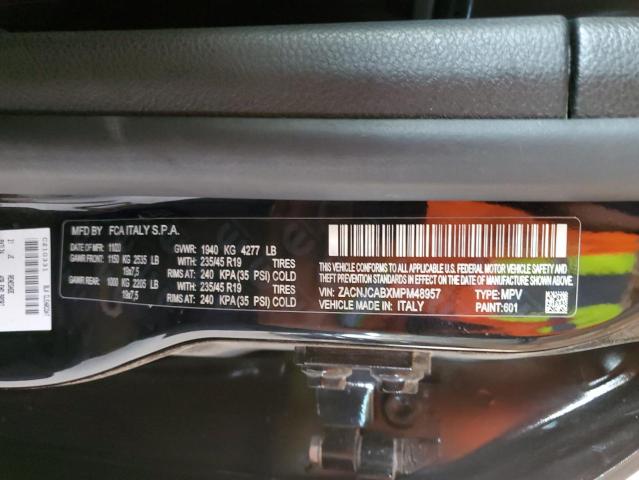 MFD BY FCA ITALY S.P.A.
DATE OF MFR: 11/20 GVWR: 1940 KG 4277 LB
GAWR FRONT: 1150 KG 2535 LB WITH 235/45 R19 TIRES
19x7,5 RIMS AT 240 KPA (35 PSI) COLD
GAWR REAR: 1000 KG 2205 LB WITH 235/45 R19 TIRES
19x7,5 RIMS AT 240 KPA (35 PSI) COLD
THIS VEHICLE CONFORMS TO ALL APPLICABLE
FEDERAL MOTOR VEHICLE SAFETY, BUMPER, AND
THEFT PREVENTION STANDARDS IN EFFECT ON
THE DATE OF MANUFACTURE SHOWN ABOVE
VIN: ZACNJCABXMPM48957 TYPE: MPV
VEHICLE MADE IN: ITALY PAINT:601
C410331